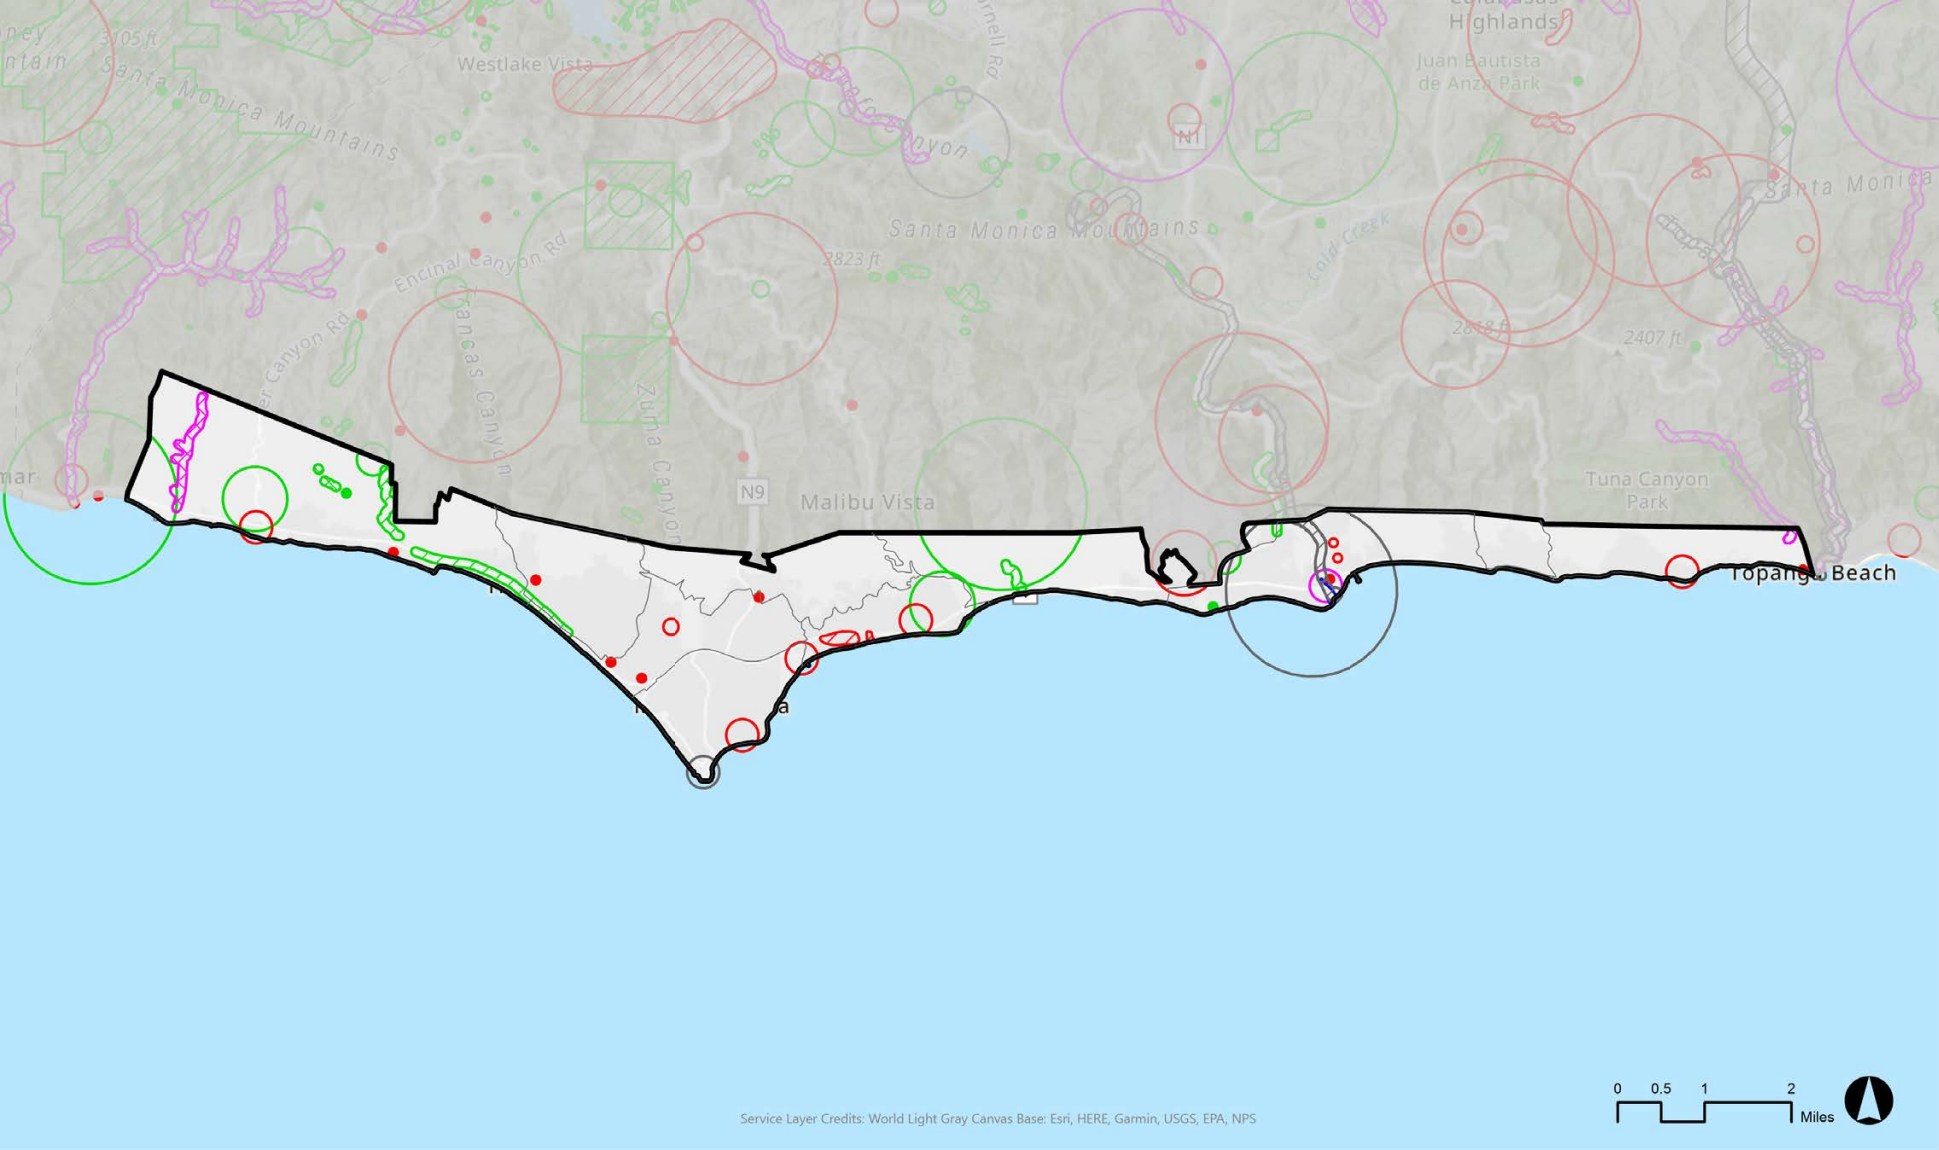 Highlands
3105 ft
Westlake Vista
Juan Bautista
de Anza Park
Santa Monica Mountains
N1
Santa Monica
Santa Monica Mountains
Cold Creek
Encinal Canyon Rd
2823 ft
2818 ft
2407 ft
Zuma Canyon
N9
Malibu Vista
Tuna Canyon
Park
Topanga Beach
0 0.5 1 2
Miles
Service Layer Credits: World Light Gray Canvas Base: Esri, HERE, Garmin, USGS, EPA, NPS